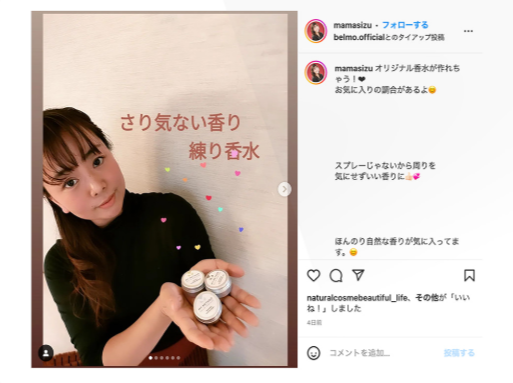 さり気ない香り
練り香水
mamasizu • フォローする
belmo.officialとのタイアップ投稿
mamasizu オリジナル香水が作れち
ゃう！❤
お気に入りの調合があるよ😊
スプレーじゃないから周りを
気にせずいい香りに👍🏻💞
ほんのり自然な香りが気に入ってま
す。😊
naturalcosmebeautiful_life、その他が「いい
ね！」しました
4日前
コメントを追加...
投稿する